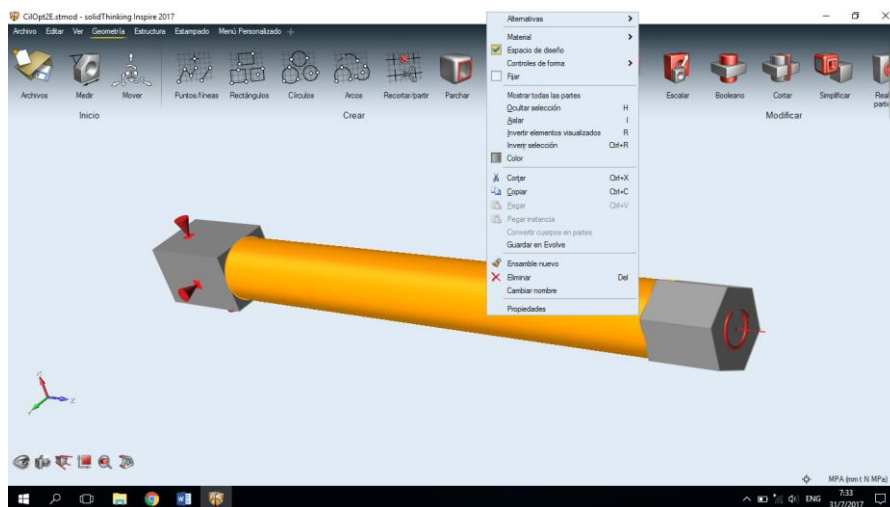 CilOpt2E.stmod - solidThinking Inspire 2017
Archivo Editar Ver Geometría Estructura Estampado Menú Personalizado +
Archivos Medir Mover Puntos/líneas Rectángulos Círculos Arcos Recortar/partir Parchar Escalar Booleano Cortar Simplificar Real
parti
Inicio Crear Modificar
Alternativas >
Material >
Espacio de diseño
Controles de forma >
Fijar
Mostrar todas las partes
Ocultar selección H
Aislar I
Invertir elementos visualizados R
Inverir selección Ctrl+R
Color
Cortar Ctrl+X
Copiar Ctrl+C
Pegar Ctrl+V
Pegar instancia
Convertir cuerpos en partes
Guardar en Evolve
Ensamble nuevo
Eliminar Del
Cambiar nombre
Propiedades
Z
MPA (mm t N MPa)
ENG
7:33
31/7/2017